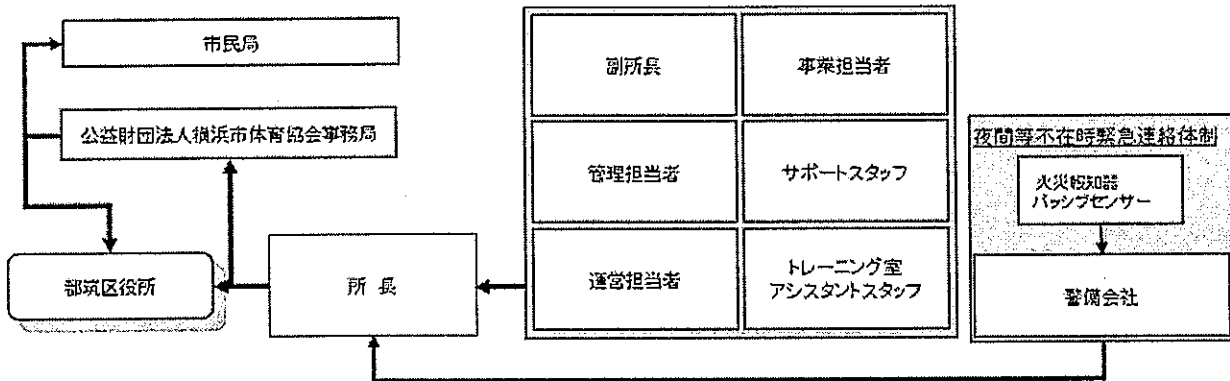 市民局
公益財団法人横浜市体育協会事務局
都筑区役所
所長
副所長
事業担当者
管理担当者
サポートスタッフ
運営担当者
トレーニング室
アシスタントスタッフ
夜間等不在時緊急連絡体制
火災報知器
パッシブセンサー
警備会社